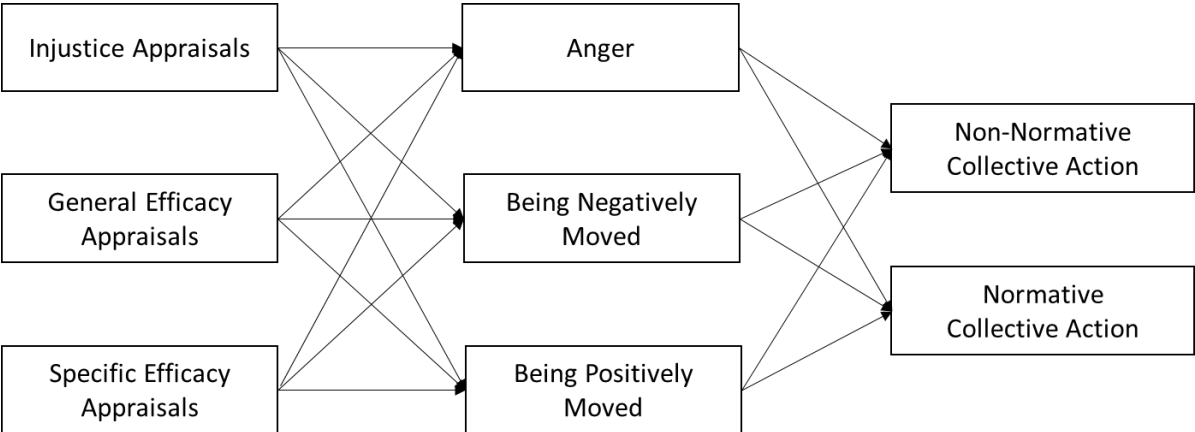 Injustice Appraisals
General Efficacy
Appraisals
Specific Efficacy
Appraisals
Anger
Being Negatively
Moved
Being Positively
Moved
Non-Normative
Collective Action
Normative
Collective Action